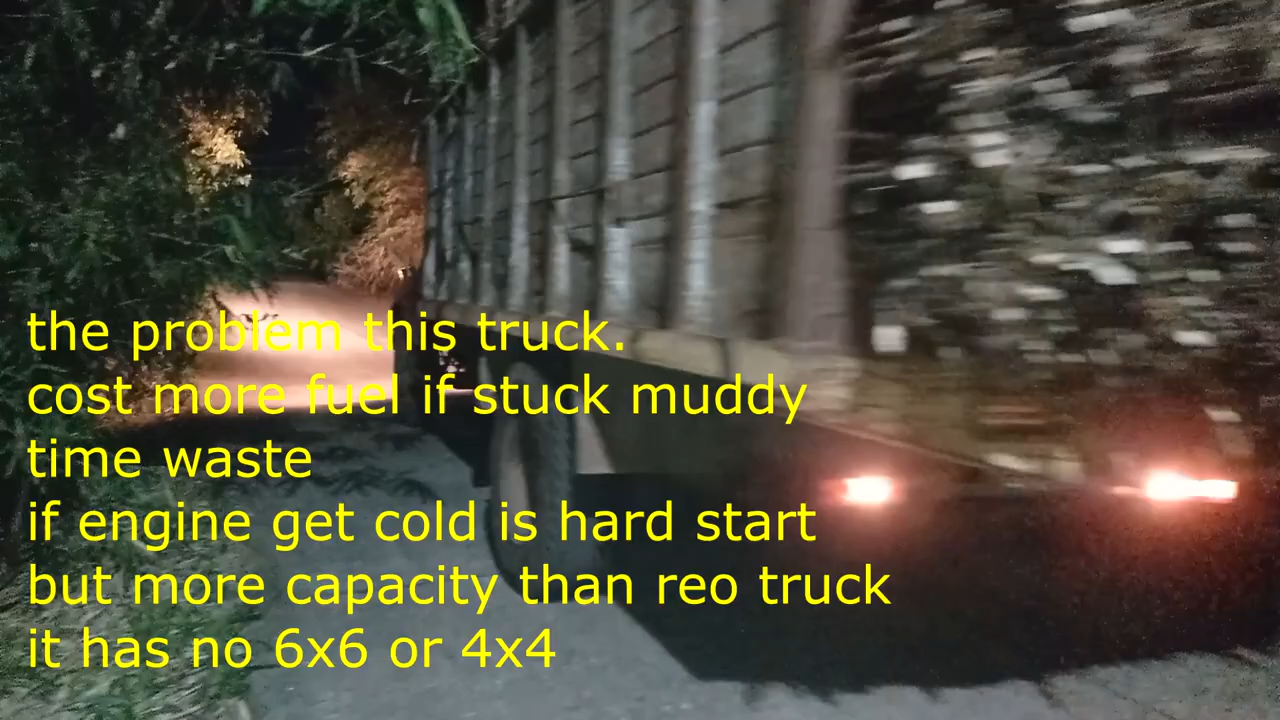 the problem this truck.
cost more fuel if stuck muddy
time waste
if engine get cold is hard start
but more capacity than reo truck
it has no 6x6 or 4x4